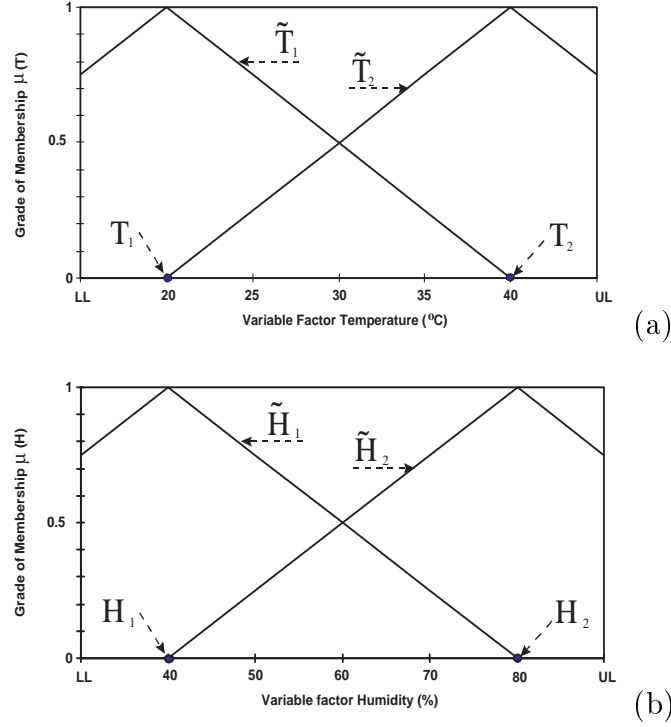 1
T̃₁
T̃₂
0.5
Grade of Membership μ (T)
T₁
T₂
0
LL 20 25 30 35 40 UL
Variable Factor Temperature (ºC)
(a)
1
H̃₁
H̃₂
0.5
Grade of Membership μ (H)
H₁
H₂
0
LL 40 50 60 70 80 UL
Variable factor Humidity (%)
(b)